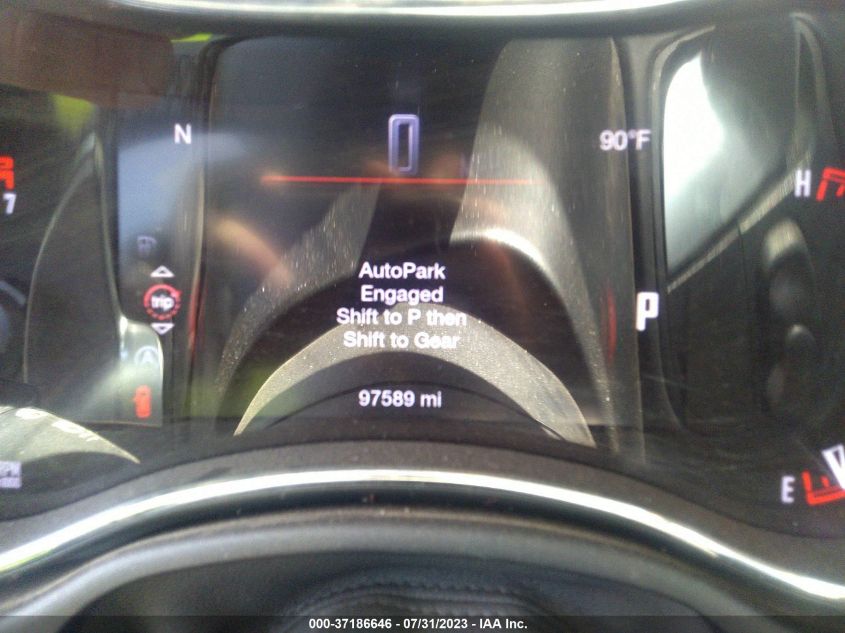 N
0
90°F
H
7
trip
AutoPark
Engaged
Shift to P then
Shift to Gear
P
97589 mi
E
000-37186646 / 07/31/2023 - IAA Inc.